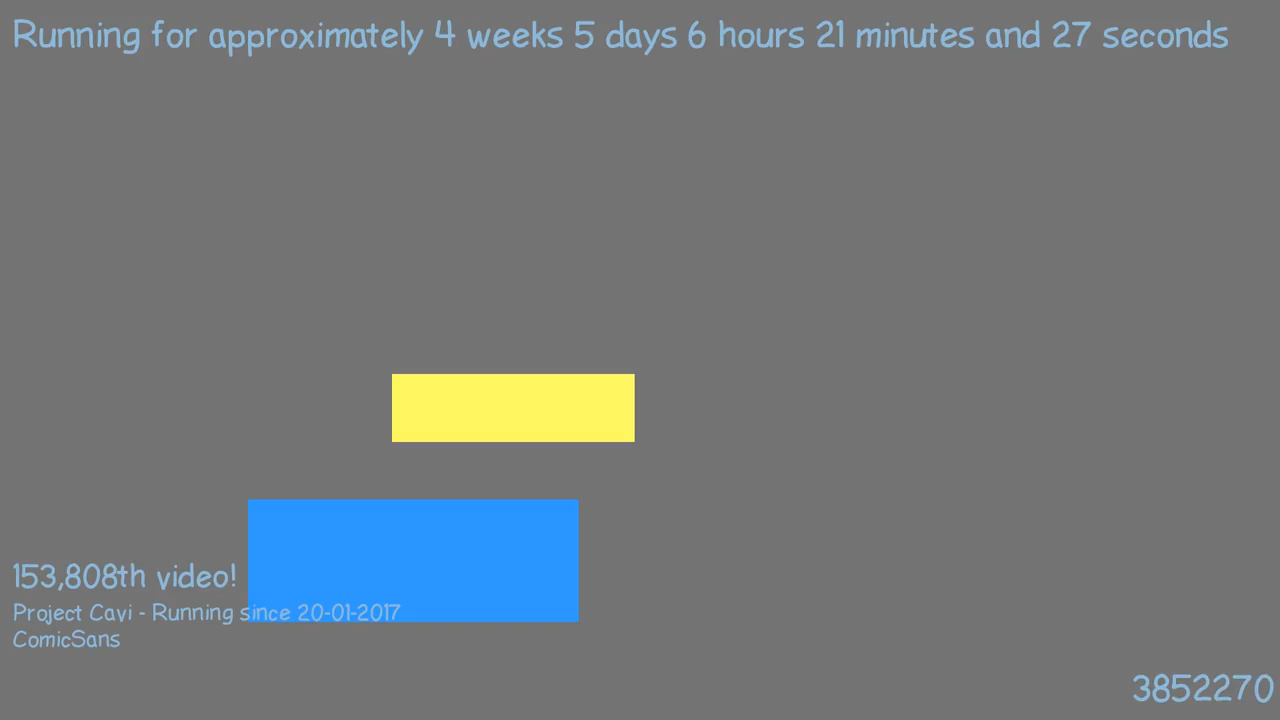 Running for approximately 4 weeks 5 days 6 hours 21 minutes and 27 seconds
153,808th video!
Project Cavi - Running since 20-01-2017
ComicSans
3852270